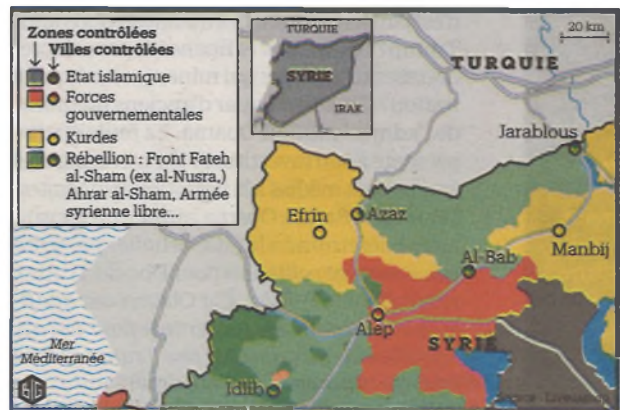 Zones contrôlées
Villes contrôlées
Etat islamique
Forces
gouvernementales
Kurdes
Rébellion : Front Fateh
al-Sham (ex al-Nusra,)
Ahrar al-Sham, Armée
syrienne libre...
TURQUIE
SYRIE
IRAK
20 km
TURQUIE
Jarablous
Efrin
Azaz
Manbij
Al-Bab
Alep
SYRIE
Mer
Méditerranée
Idlib